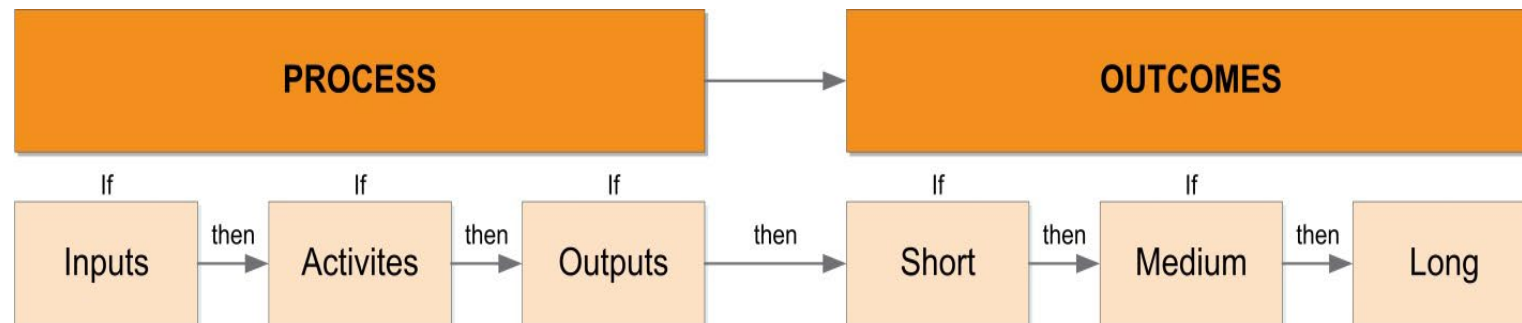 PROCESS OUTCOMES
If If If If If
then then then then then
Inputs Activites Outputs Short Medium Long